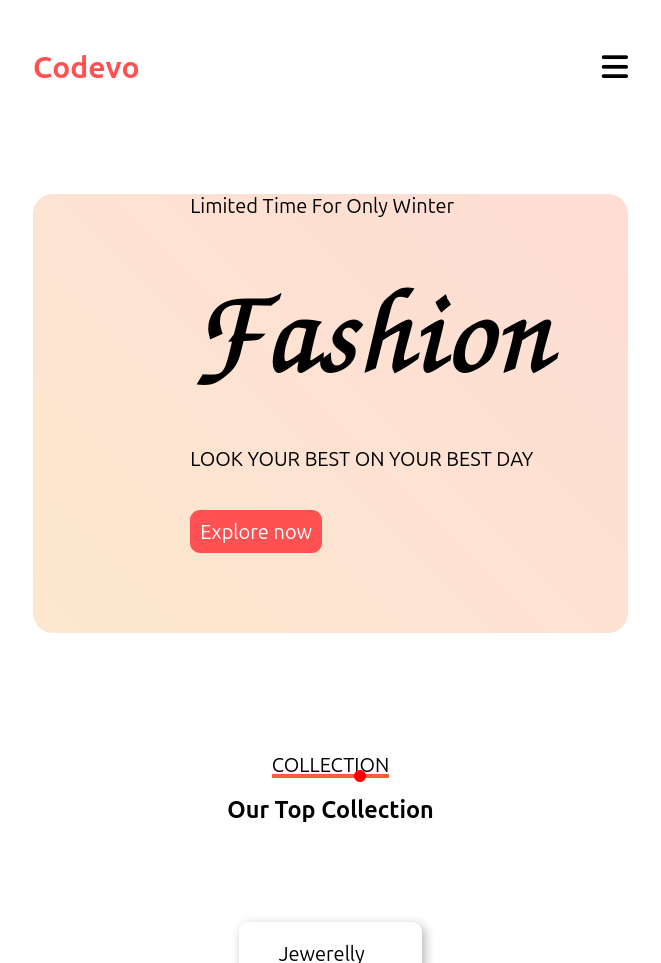 Codevo
Limited Time For Only Winter
Fashion
LOOK YOUR BEST ON YOUR BEST DAY
Explore now
COLLECTION
Our Top Collection
Jewerelly